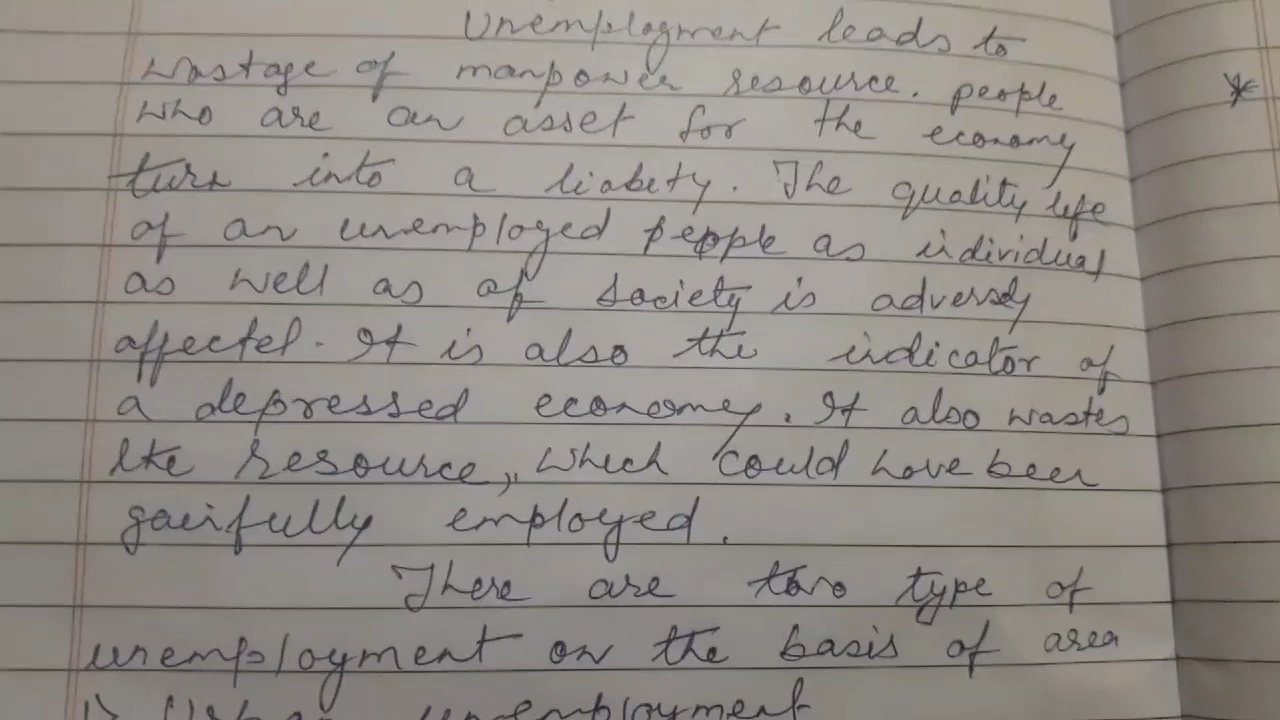 Unemployment leads to
wastage of manpower resource. people
who are an asset for the economy
turn into a liabety. The quality life
of an unemployed people as individual
as well as of society is adversly
affected. It is also the indicator of
a depressed economy. It also wastes
the resource, which could have been
gainfully employed.
There are two type of
unemployment on the basis of area
1) Urban unemployment